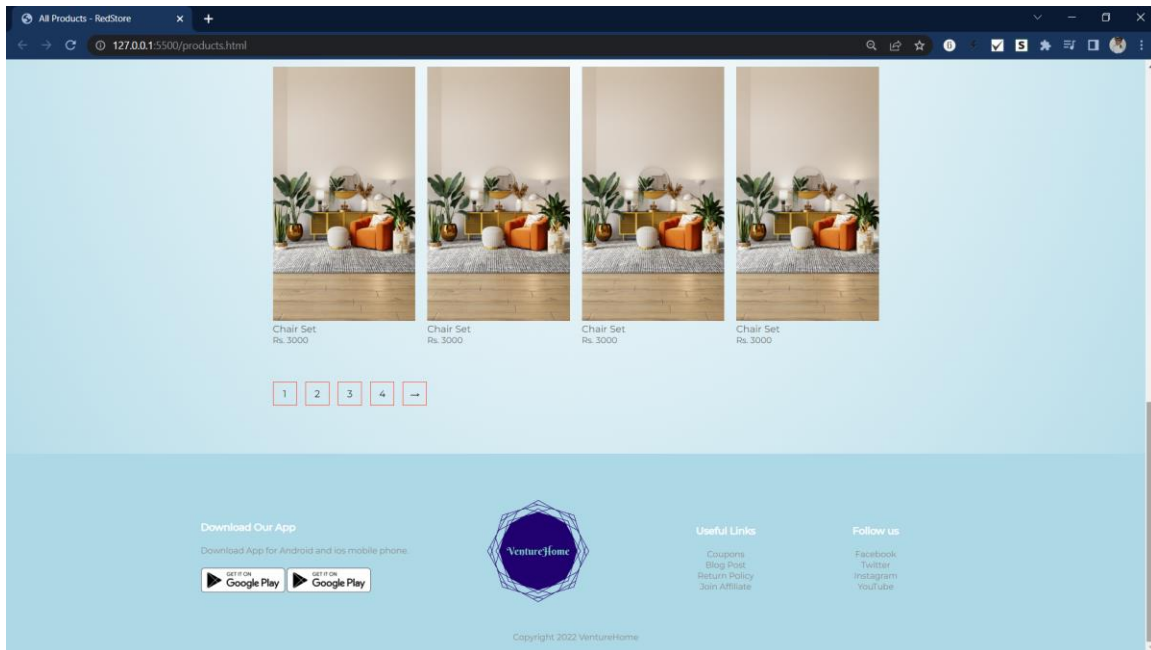 All Products - RedStore
127.0.0.1:5500/products.html
Chair Set
Rs. 3000
Chair Set
Rs. 3000
Chair Set
Rs. 3000
Chair Set
Rs. 3000
1 2 3 4 →
Download Our App
Download App for Android and ios mobile phone.
GET IT ON
Google Play
GET IT ON
Google Play
VentureHome
Useful Links
Coupons
Blog Post
Return Policy
Join Affiliate
Follow us
Facebook
Twitter
Instagram
YouTube
Copyright 2022 VentureHome